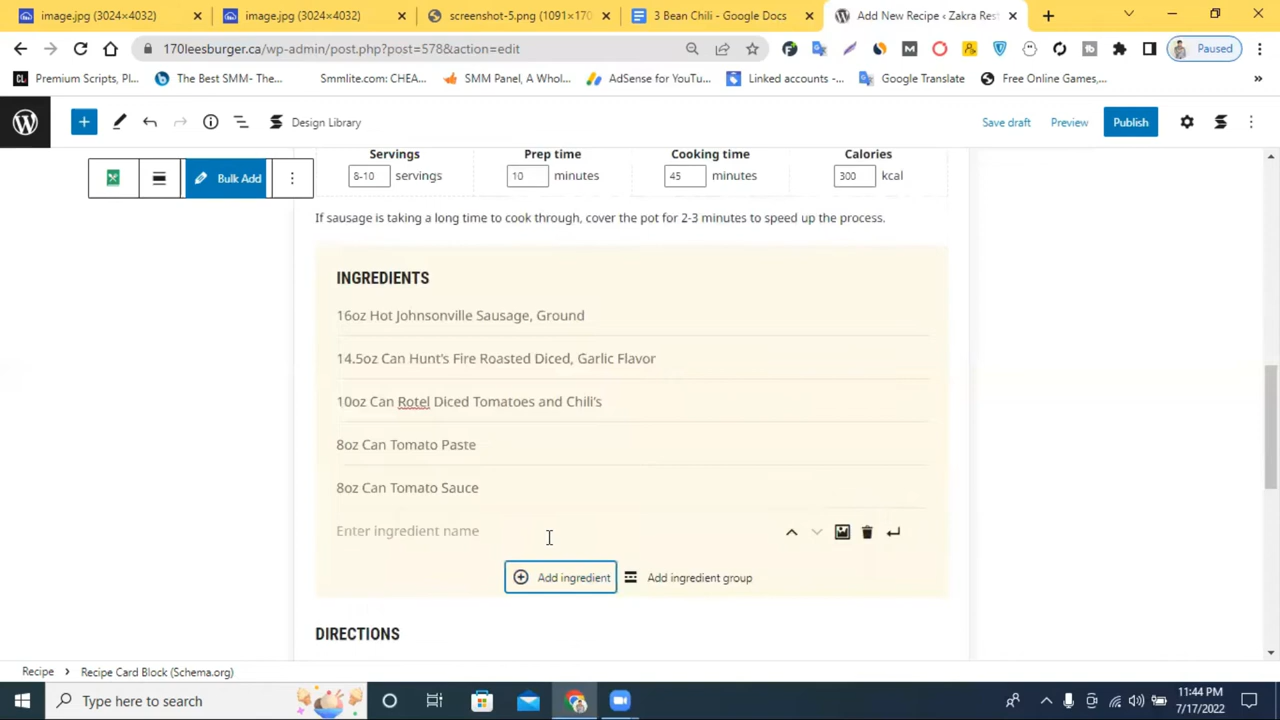 image.jpg (3024×4032)
image.jpg (3024×4032)
screenshot-5.png (1091×170
3 Bean Chili - Google Docs
Add New Recipe ‹ Zakra Res
170leesburger.ca/wp-admin/post.php?post=578&action=edit
Paused
Premium Scripts, Pl...
The Best SMM- The...
Smmlite.com: CHEA...
SMM Panel, A Whol...
AdSense for YouTu...
Linked accounts -...
Google Translate
Free Online Games,...
Design Library
Save draft
Preview
Publish
Bulk Add
Servings
Prep time
Cooking time
Calories
8-10 servings
10 minutes
45 minutes
300 kcal
If sausage is taking a long time to cook through, cover the pot for 2-3 minutes to speed up the process.
INGREDIENTS
16oz Hot Johnsonville Sausage, Ground
14.5oz Can Hunt's Fire Roasted Diced, Garlic Flavor
10oz Can Rotel Diced Tomatoes and Chili's
8oz Can Tomato Paste
8oz Can Tomato Sauce
Enter ingredient name
Add ingredient
Add ingredient group
DIRECTIONS
Recipe
Recipe Card Block (Schema.org)
Type here to search
11:44 PM
7/17/2022